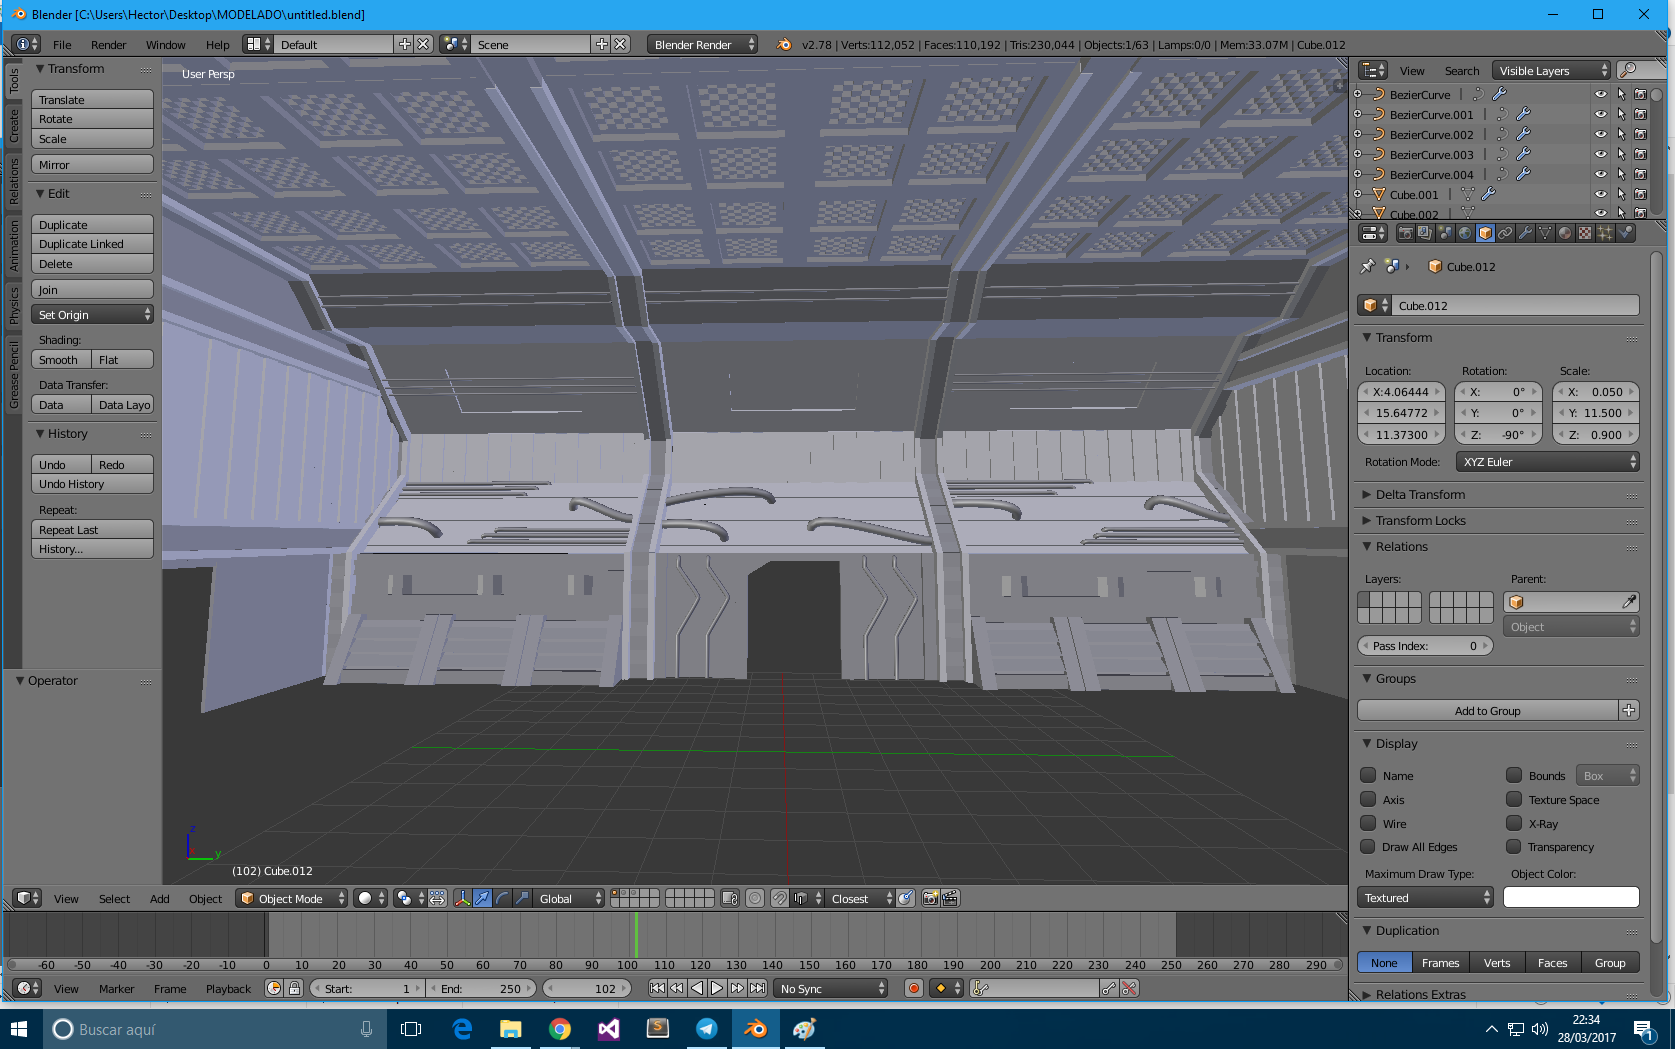 Blender [C:\Users\Hector\Desktop\MODELADO\untitled.blend]
File Render Window Help Default Scene Blender Render v2.78 | Verts:112,052 | Faces:110,192 | Tris:230,044 | Objects:1/63 | Lamps:0/0 | Mem:33.07M | Cube.012
Tools
Create
Relations
Animation
Physics
Grease Pencil
Transform
Translate
Rotate
Scale
Mirror
Edit
Duplicate
Duplicate Linked
Delete
Join
Set Origin
Shading:
Smooth Flat
Data Transfer:
Data Data Layo
History
Undo Redo
Undo History
Repeat:
Repeat Last
History...
Operator
User Persp
z
y
(102) Cube.012
View Search Visible Layers
BezierCurve
BezierCurve.001
BezierCurve.002
BezierCurve.003
BezierCurve.004
Cube.001
Cube.002
Cube.012
Cube.012
Transform
Location: Rotation: Scale:
X:4.06444 X: 0° X: 0.050
15.64772 Y: 0° Y: 11.500
11.37300 Z: -90° Z: 0.900
Rotation Mode: XYZ Euler
Delta Transform
Transform Locks
Relations
Layers: Parent:
Object
Pass Index: 0
Groups
Add to Group
Display
Name Bounds Box
Axis Texture Space
Wire X-Ray
Draw All Edges Transparency
Maximum Draw Type: Object Color:
Textured
Duplication
None Frames Verts Faces Group
Relations Extras
View Select Add Object Object Mode Global Closest
-60 -50 -40 -30 -20 -10 0 10 20 30 40 50 60 70 80 90 100 110 120 130 140 150 160 170 180 190 200 210 220 230 240 250 260 270 280 290
View Marker Frame Playback Start: 1 End: 250 102 No Sync
Buscar aquí
22:34
28/03/2017
1